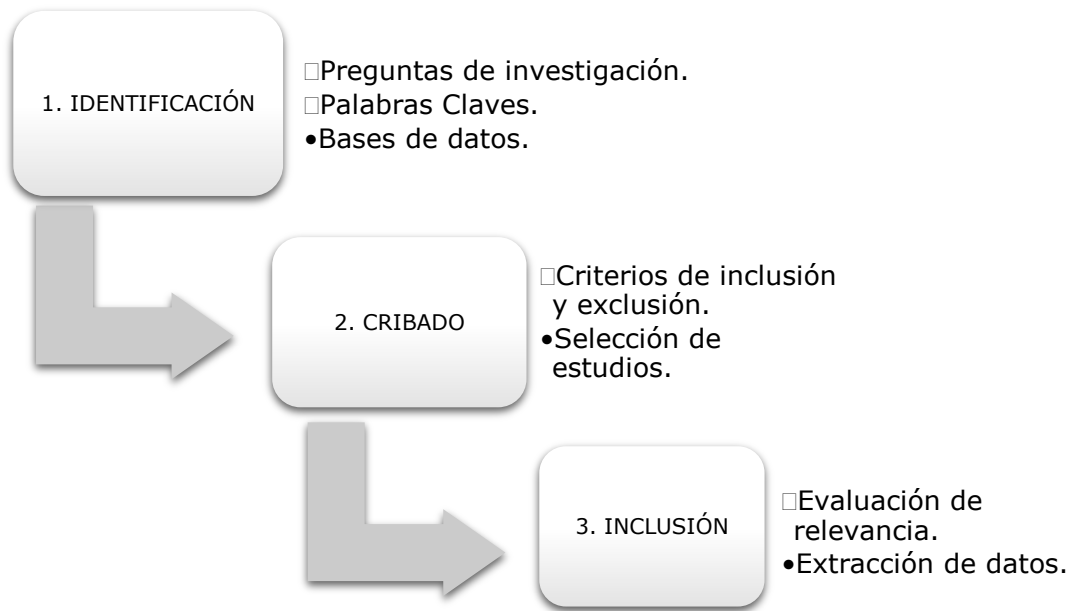 1. IDENTIFICACIÓN
□Preguntas de investigación.
□Palabras Claves.
•Bases de datos.
2. CRIBADO
□Criterios de inclusión
y exclusión.
•Selección de
estudios.
3. INCLUSIÓN
□Evaluación de
relevancia.
•Extracción de datos.